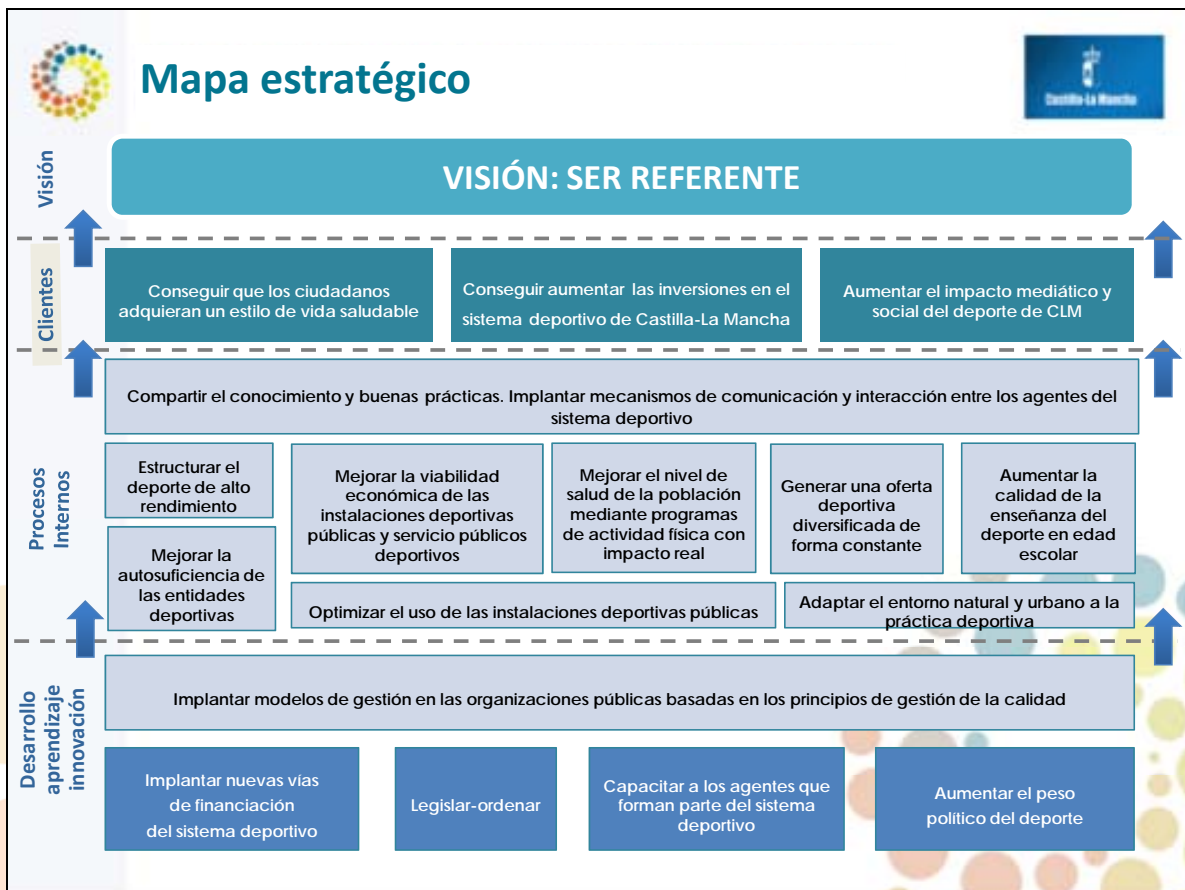 Mapa estratégico
Castilla-La Mancha
Visión
VISIÓN: SER REFERENTE
Clientes
Conseguir que los ciudadanos
adquieran un estilo de vida saludable
Conseguir aumentar las inversiones en el
sistema deportivo de Castilla-La Mancha
Aumentar el impacto mediático y
social del deporte de CLM
Procesos
Internos
Compartir el conocimiento y buenas prácticas. Implantar mecanismos de comunicación y interacción entre los agentes del
sistema deportivo
Estructurar el
deporte de alto
rendimiento
Mejorar la viabilidad
económica de las
instalaciones deportivas
públicas y servicio públicos
deportivos
Mejorar el nivel de
salud de la población
mediante programas
de actividad física con
impacto real
Generar una oferta
deportiva
diversificada de
forma constante
Aumentar la
calidad de la
enseñanza del
deporte en edad
escolar
Mejorar la
autosuficiencia de
las entidades
deportivas
Optimizar el uso de las instalaciones deportivas públicas
Adaptar el entorno natural y urbano a la
práctica deportiva
Desarrollo
aprendizaje
innovación
Implantar modelos de gestión en las organizaciones públicas basadas en los principios de gestión de la calidad
Implantar nuevas vías
de financiación
del sistema deportivo
Legislar-ordenar
Capacitar a los agentes que
forman parte del sistema
deportivo
Aumentar el peso
político del deporte